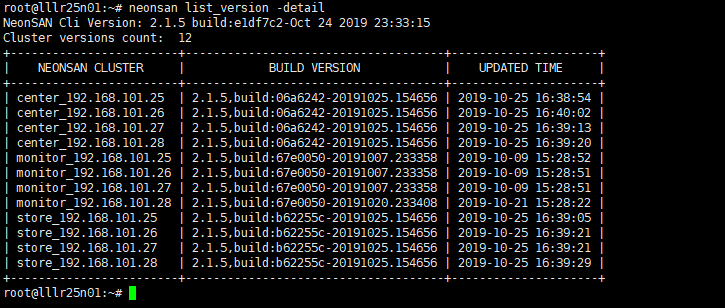 root@lllr25n01:~# neonsan list_version -detail
NeonSAN Cli Version: 2.1.5 build:e1df7c2-Oct 24 2019 23:33:15
Cluster versions count:  12
+-----------------------+----------------------------------+---------------------+
|    NEONSAN CLUSTER    |          BUILD VERSION           |    UPDATED TIME     |
+-----------------------+----------------------------------+---------------------+
| center_192.168.101.25  | 2.1.5,build:06a6242-20191025.154656 | 2019-10-25 16:38:54 |
| center_192.168.101.26  | 2.1.5,build:06a6242-20191025.154656 | 2019-10-25 16:40:02 |
| center_192.168.101.27  | 2.1.5,build:06a6242-20191025.154656 | 2019-10-25 16:39:13 |
| center_192.168.101.28  | 2.1.5,build:06a6242-20191025.154656 | 2019-10-25 16:39:20 |
| monitor_192.168.101.25 | 2.1.5,build:67e0050-20191007.233358 | 2019-10-09 15:28:52 |
| monitor_192.168.101.26 | 2.1.5,build:67e0050-20191007.233358 | 2019-10-09 15:28:51 |
| monitor_192.168.101.27 | 2.1.5,build:67e0050-20191007.233358 | 2019-10-09 15:28:51 |
| monitor_192.168.101.28 | 2.1.5,build:67e0050-20191020.233408 | 2019-10-21 15:28:22 |
| store_192.168.101.25   | 2.1.5,build:b62255c-20191025.154656 | 2019-10-25 16:39:05 |
| store_192.168.101.26   | 2.1.5,build:b62255c-20191025.154656 | 2019-10-25 16:39:21 |
| store_192.168.101.27   | 2.1.5,build:b62255c-20191025.154656 | 2019-10-25 16:39:21 |
| store_192.168.101.28   | 2.1.5,build:b62255c-20191025.154656 | 2019-10-25 16:39:29 |
+-----------------------+----------------------------------+---------------------+
root@lllr25n01:~#